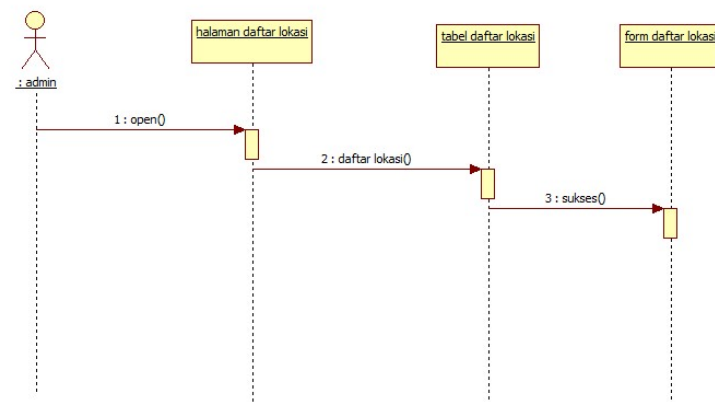 halaman daftar lokasi
tabel daftar lokasi
form daftar lokasi
: admin
1 : open()
2 : daftar lokasi()
3 : sukses()